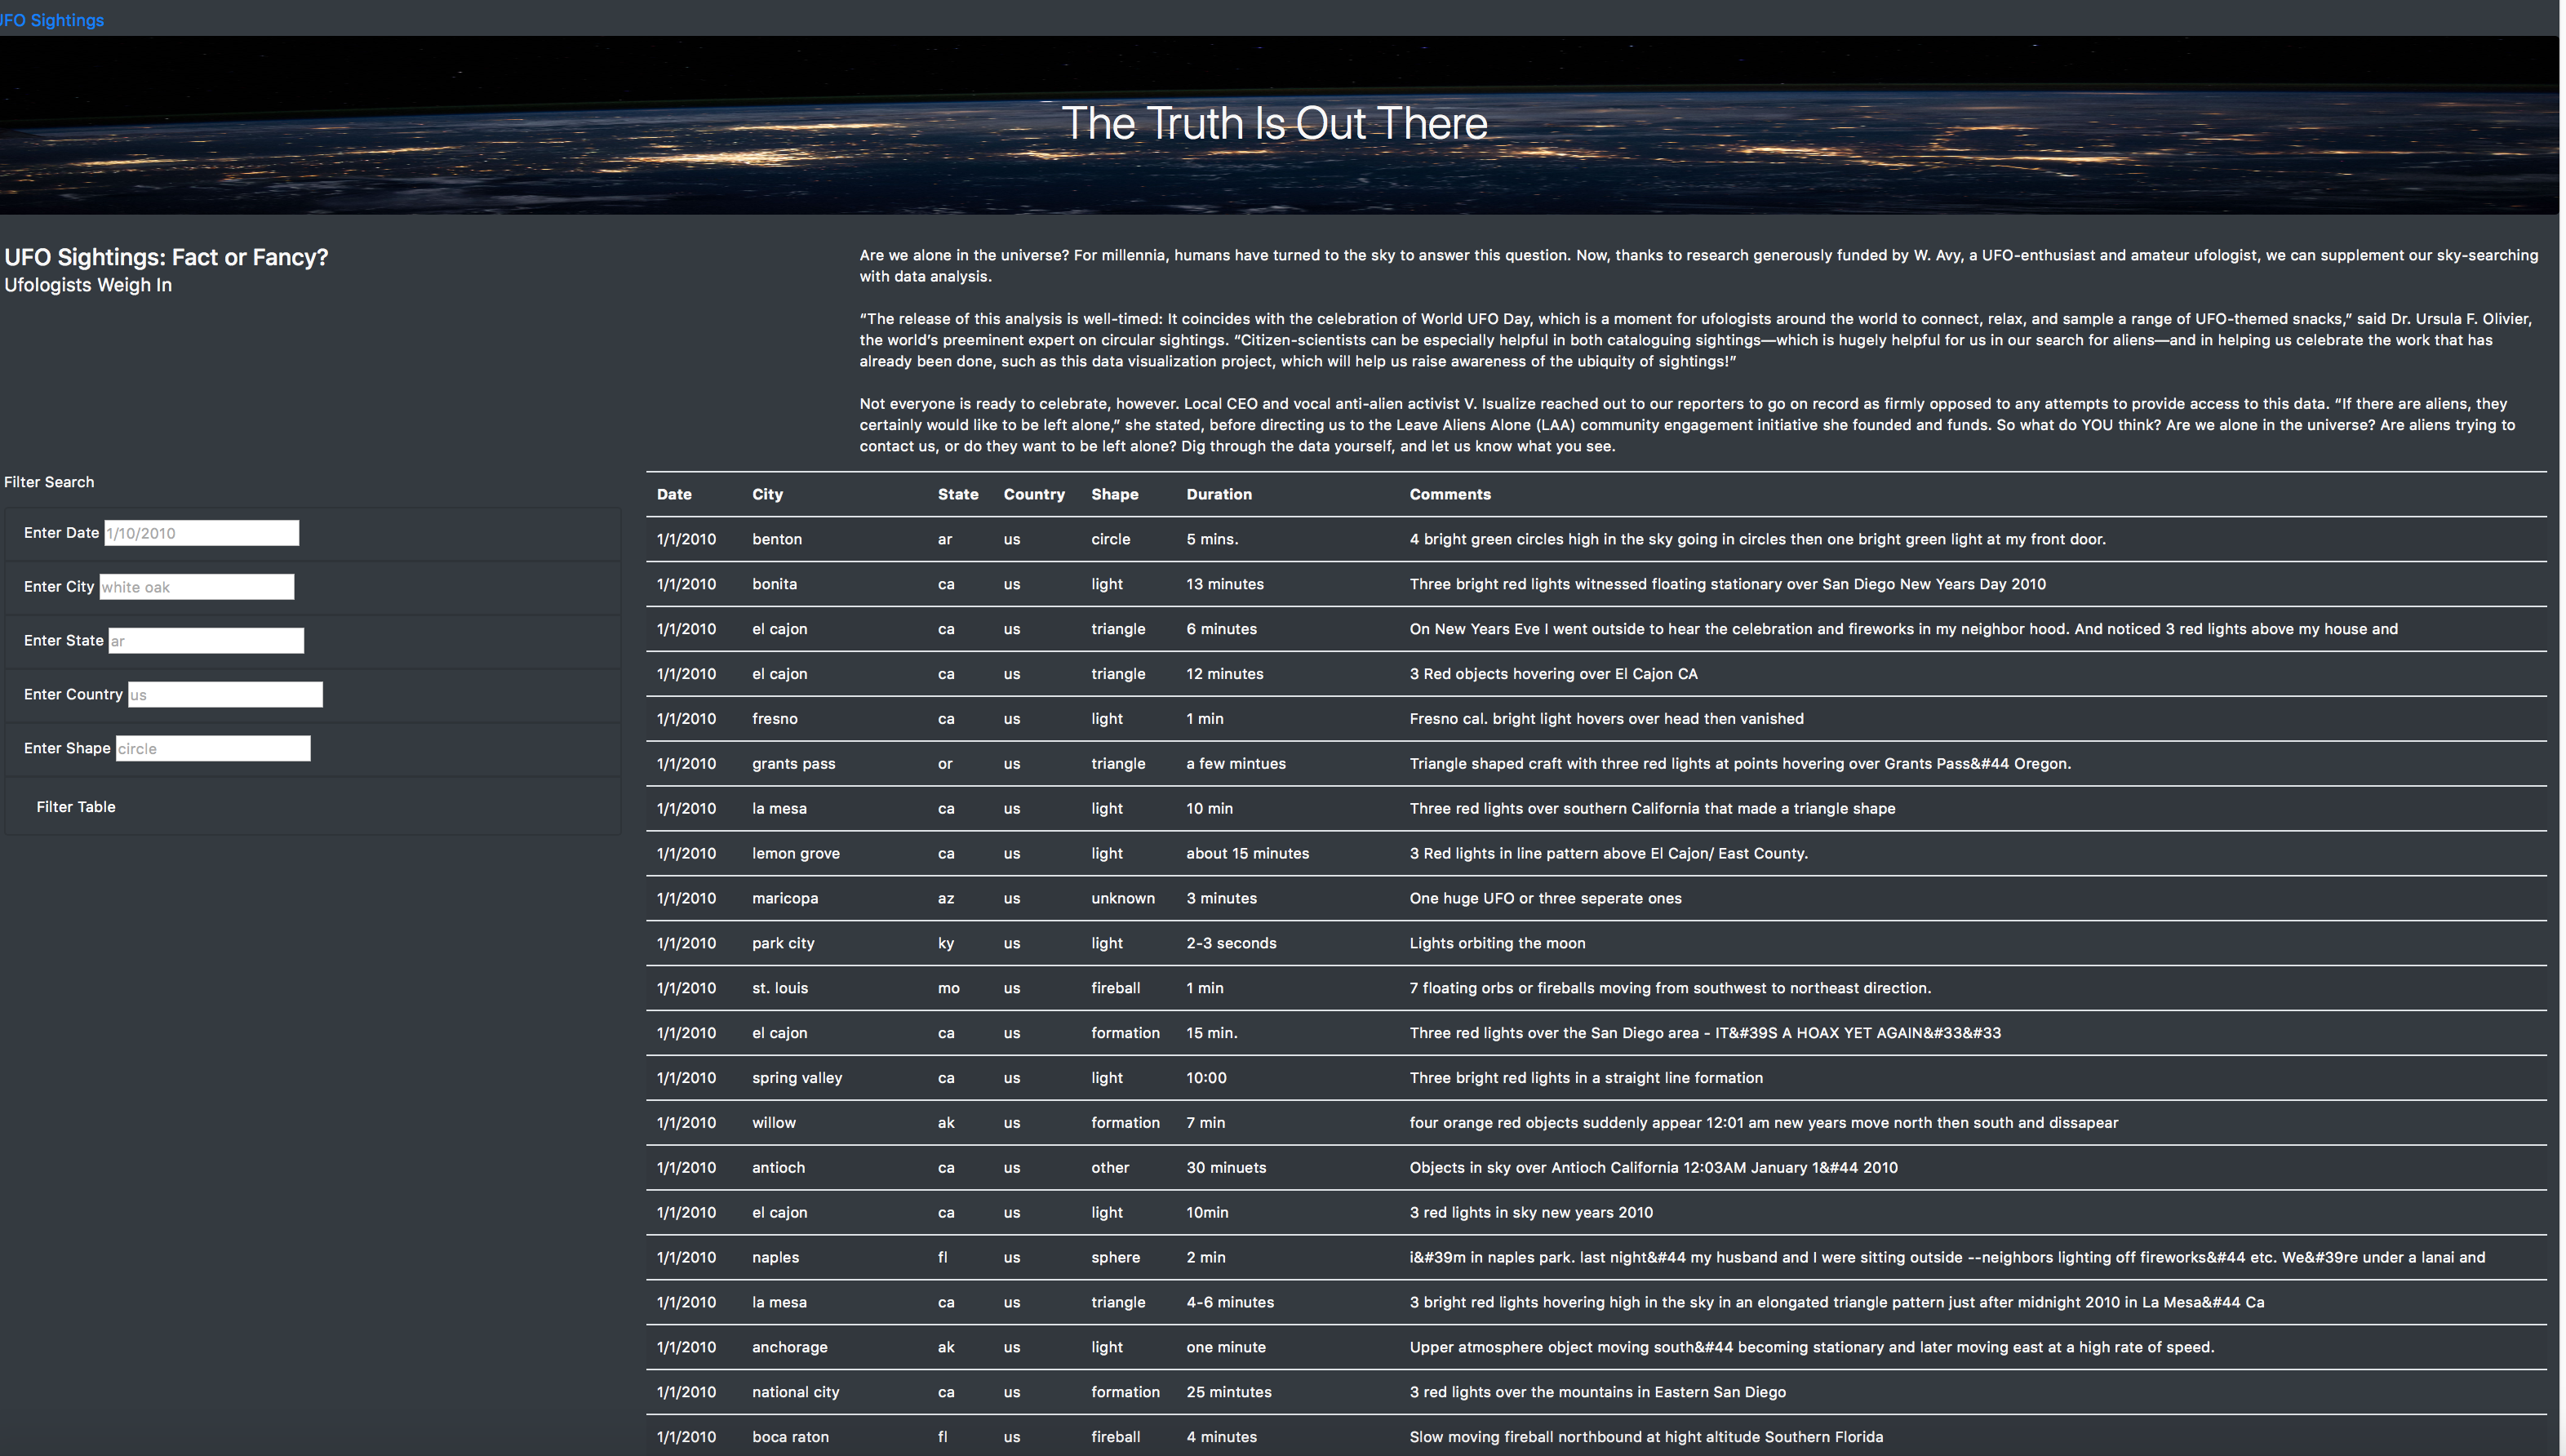 UFO Sightings
The Truth Is Out There
UFO Sightings: Fact or Fancy?
Ufologists Weigh In
Are we alone in the universe? For millennia, humans have turned to the sky to answer this question. Now, thanks to research generously funded by W. Avy, a UFO-enthusiast and amateur ufologist, we can supplement our sky-searching
with data analysis.
“The release of this analysis is well-timed: It coincides with the celebration of World UFO Day, which is a moment for ufologists around the world to connect, relax, and sample a range of UFO-themed snacks,” said Dr. Ursula F. Olivier,
the world’s preeminent expert on circular sightings. “Citizen-scientists can be especially helpful in both cataloguing sightings—which is hugely helpful for us in our search for aliens—and in helping us celebrate the work that has
already been done, such as this data visualization project, which will help us raise awareness of the ubiquity of sightings!”
Not everyone is ready to celebrate, however. Local CEO and vocal anti-alien activist V. Isualize reached out to our reporters to go on record as firmly opposed to any attempts to provide access to this data. “If there are aliens, they
certainly would like to be left alone,” she stated, before directing us to the Leave Aliens Alone (LAA) community engagement initiative she founded and funds. So what do YOU think? Are we alone in the universe? Are aliens trying to
contact us, or do they want to be left alone? Dig through the data yourself, and let us know what you see.
Filter Search
Enter Date 1/10/2010
Enter City white oak
Enter State ar
Enter Country us
Enter Shape circle
Filter Table
Date City State Country Shape Duration Comments
1/1/2010 benton ar us circle 5 mins. 4 bright green circles high in the sky going in circles then one bright green light at my front door.
1/1/2010 bonita ca us light 13 minutes Three bright red lights witnessed floating stationary over San Diego New Years Day 2010
1/1/2010 el cajon ca us triangle 6 minutes On New Years Eve I went outside to hear the celebration and fireworks in my neighbor hood. And noticed 3 red lights above my house and
1/1/2010 el cajon ca us triangle 12 minutes 3 Red objects hovering over El Cajon CA
1/1/2010 fresno ca us light 1 min Fresno cal. bright light hovers over head then vanished
1/1/2010 grants pass or us triangle a few mintues Triangle shaped craft with three red lights at points hovering over Grants Pass&#44 Oregon.
1/1/2010 la mesa ca us light 10 min Three red lights over southern California that made a triangle shape
1/1/2010 lemon grove ca us light about 15 minutes 3 Red lights in line pattern above El Cajon/ East County.
1/1/2010 maricopa az us unknown 3 minutes One huge UFO or three seperate ones
1/1/2010 park city ky us light 2-3 seconds Lights orbiting the moon
1/1/2010 st. louis mo us fireball 1 min 7 floating orbs or fireballs moving from southwest to northeast direction.
1/1/2010 el cajon ca us formation 15 min. Three red lights over the San Diego area - IT&#39S A HOAX YET AGAIN&#33&#33
1/1/2010 spring valley ca us light 10:00 Three bright red lights in a straight line formation
1/1/2010 willow ak us formation 7 min four orange red objects suddenly appear 12:01 am new years move north then south and dissapear
1/1/2010 antioch ca us other 30 minuets Objects in sky over Antioch California 12:03AM January 1&#44 2010
1/1/2010 el cajon ca us light 10min 3 red lights in sky new years 2010
1/1/2010 naples fl us sphere 2 min i&#39m in naples park. last night&#44 my husband and I were sitting outside --neighbors lighting off fireworks&#44 etc. We&#39re under a lanai and
1/1/2010 la mesa ca us triangle 4-6 minutes 3 bright red lights hovering high in the sky in an elongated triangle pattern just after midnight 2010 in La Mesa&#44 Ca
1/1/2010 anchorage ak us light one minute Upper atmosphere object moving south&#44 becoming stationary and later moving east at a high rate of speed.
1/1/2010 national city ca us formation 25 mintutes 3 red lights over the mountains in Eastern San Diego
1/1/2010 boca raton fl us fireball 4 minutes Slow moving fireball northbound at hight altitude Southern Florida